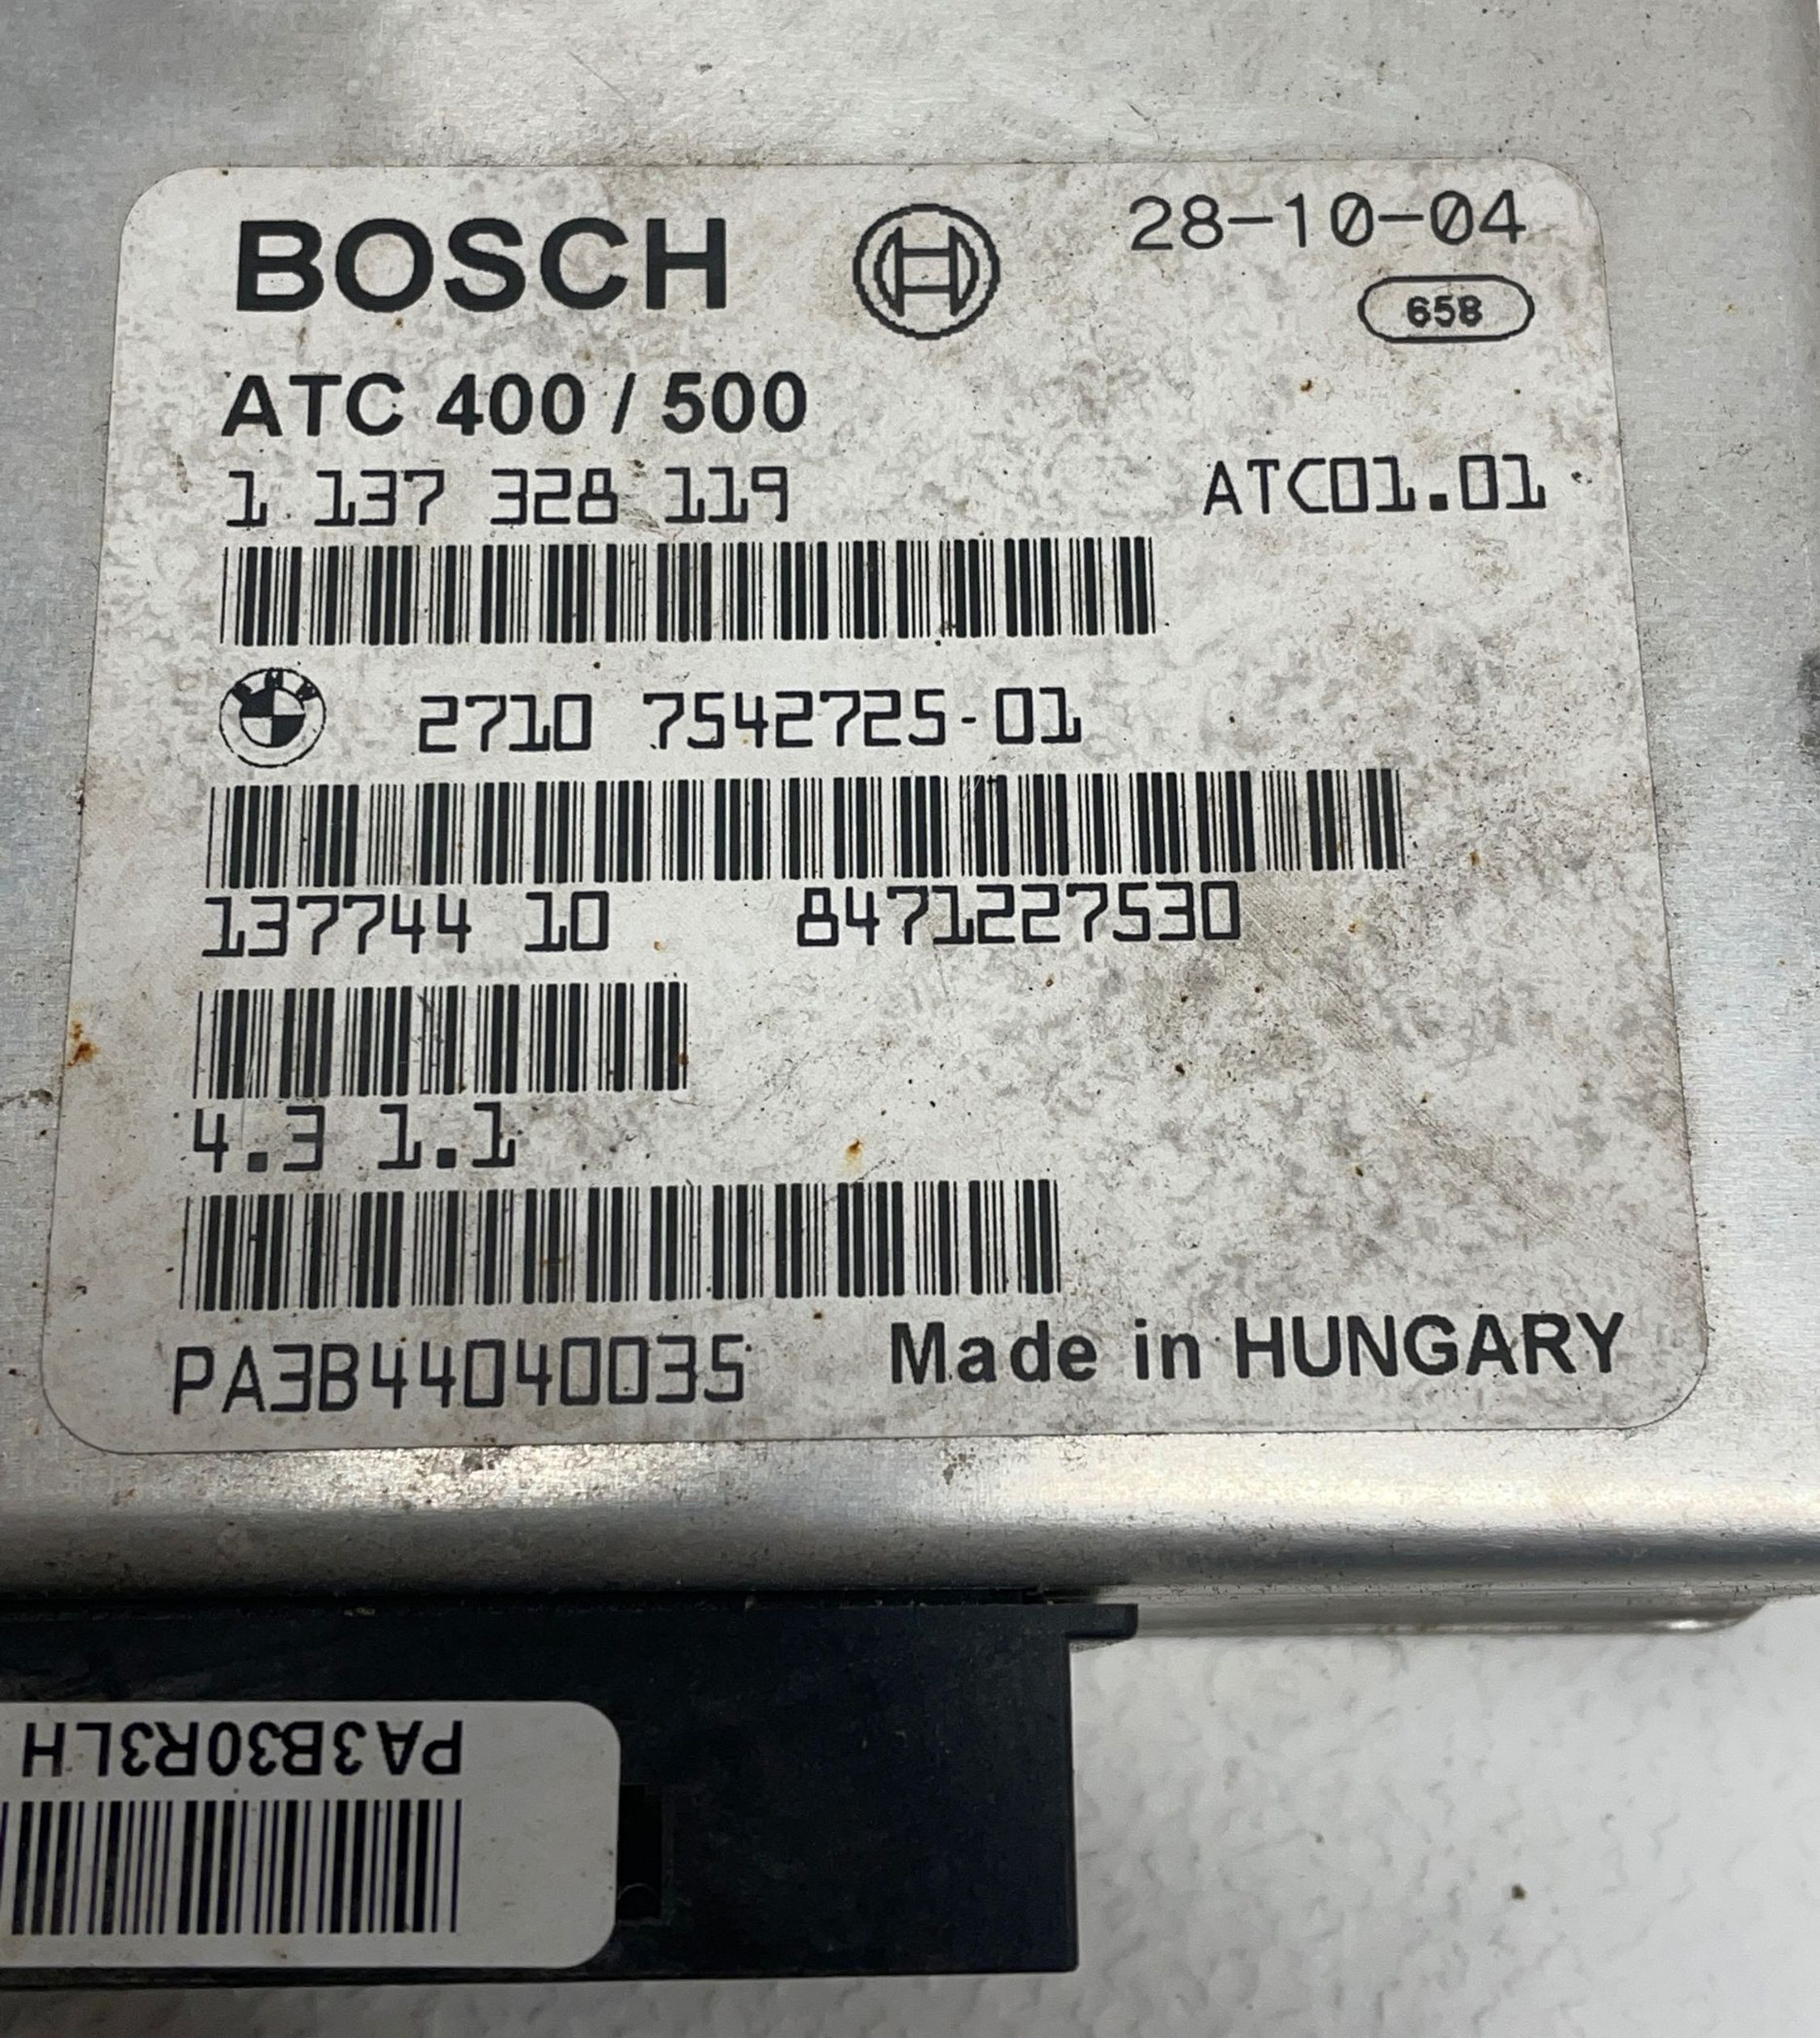 BOSCH 28-10-04
658
ATC 400 / 500
1 137 328 119 ATC01.01
BMW 2710 7542725-01
137744 10 8471227530
4.3 1.1
PA3B44040035 Made in HUNGARY
PA3B30R3LH